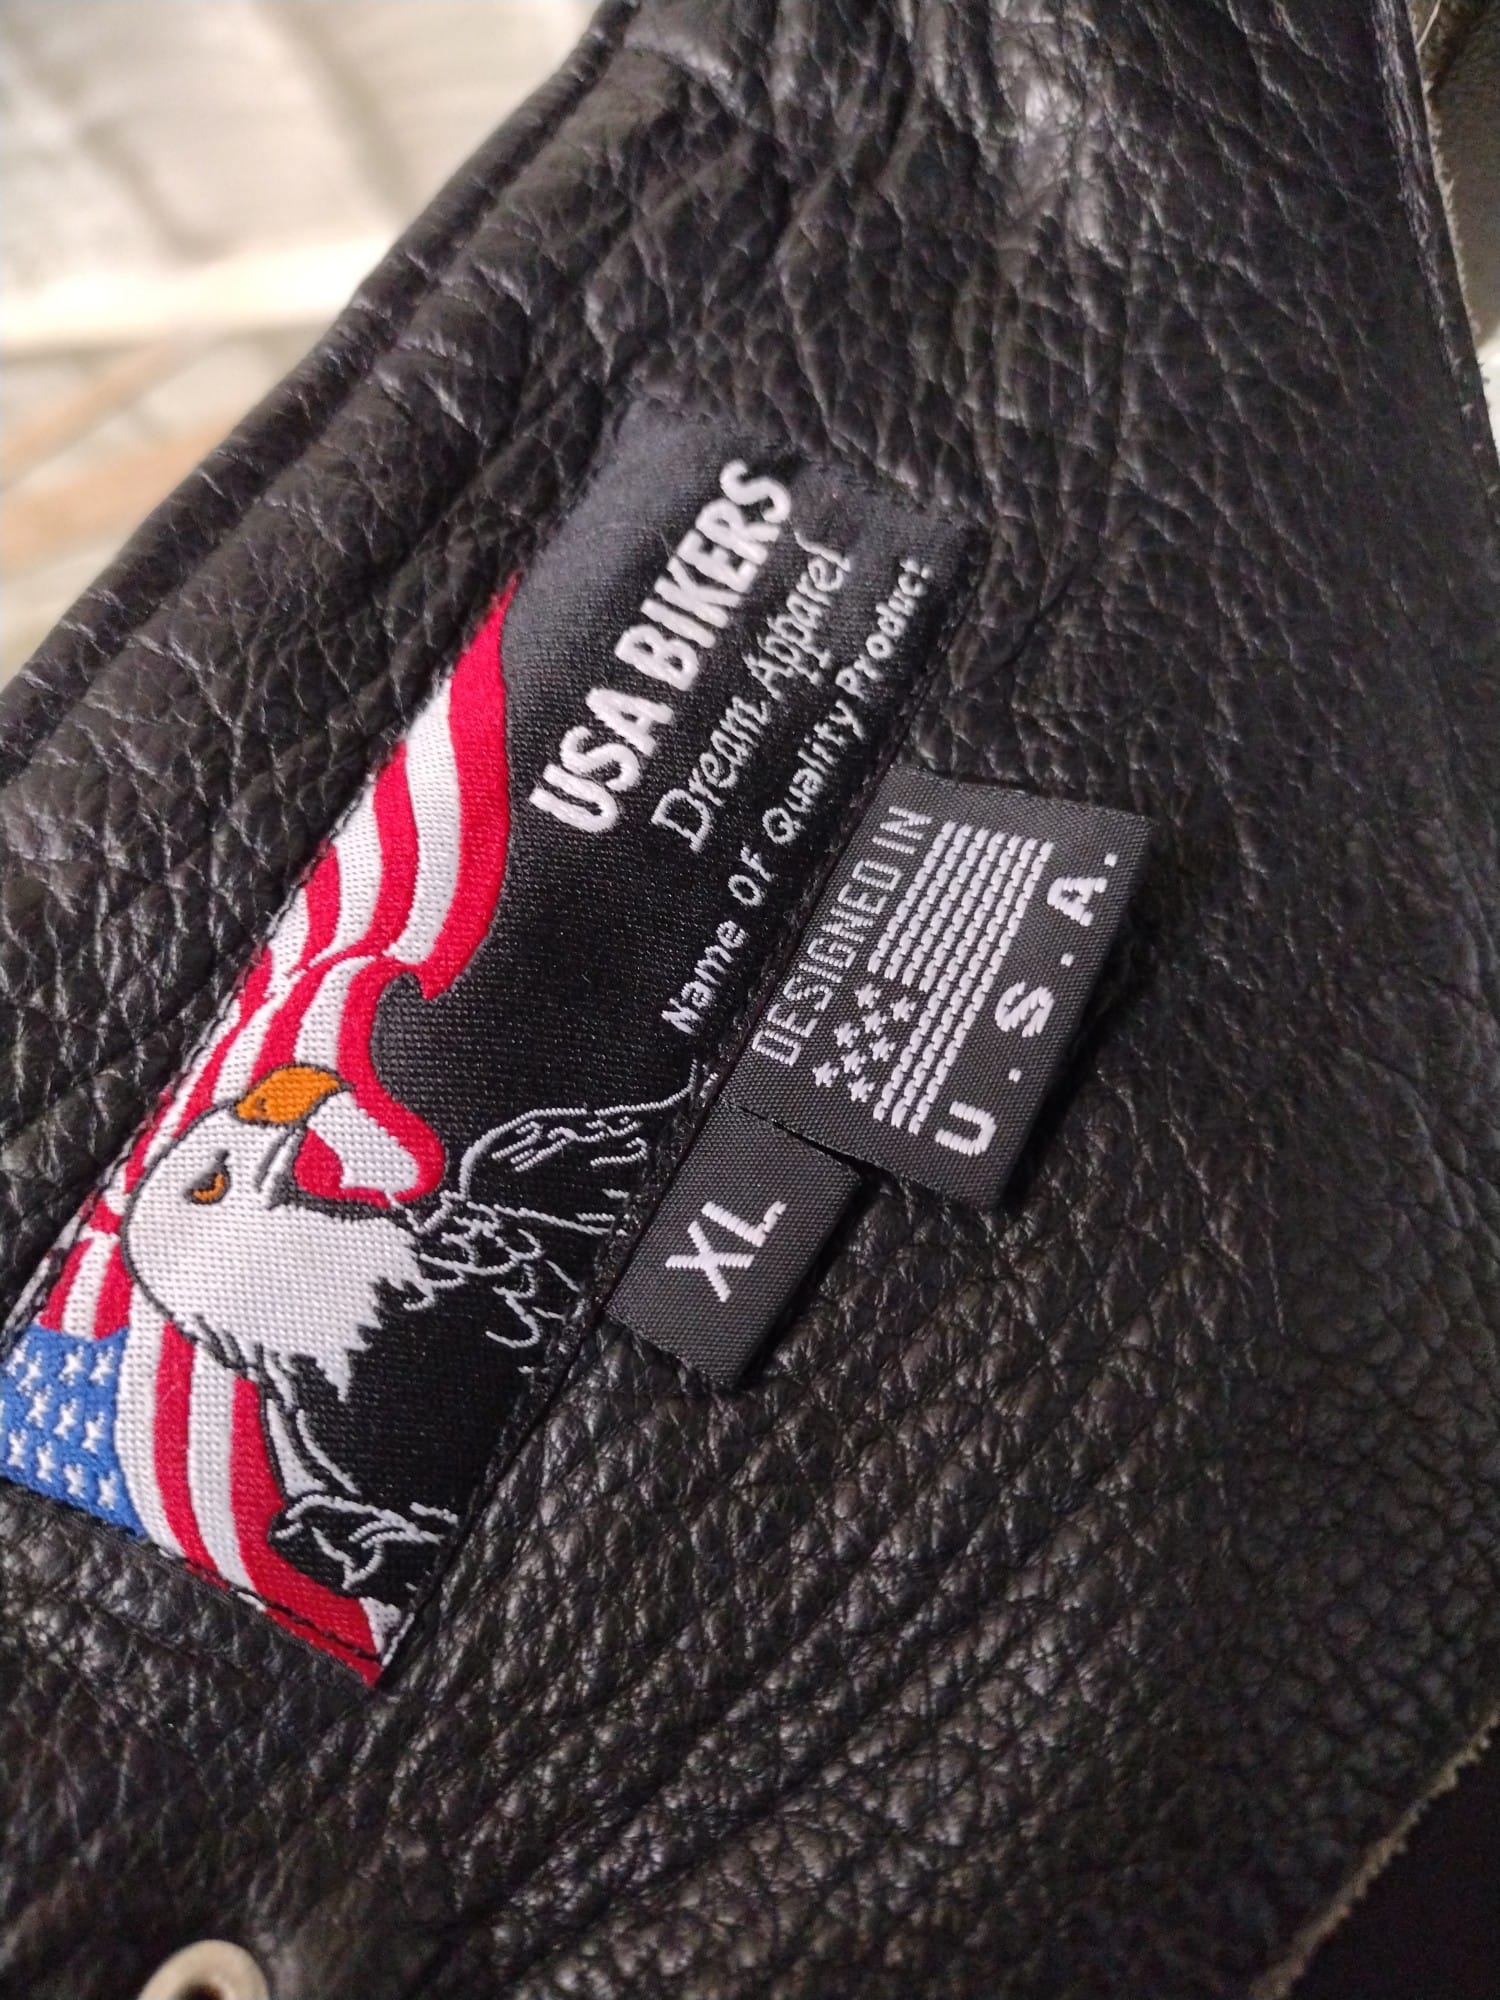 USA BIKERS
Dream Apparel
Name OF Quality Product
DESIGNED IN
U.S.A.
XL